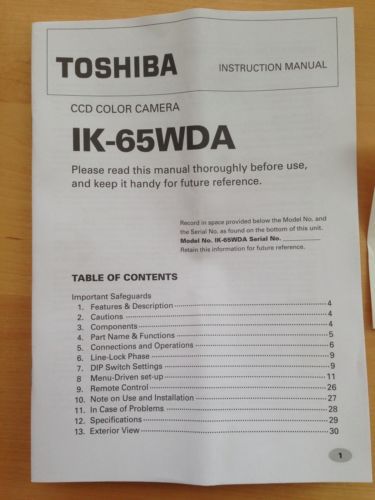 TOSHIBA
INSTRUCTION MANUAL
CCD COLOR CAMERA
IK-65WDA
Please read this manual thoroughly before use,
and keep it handy for future reference.
Record in space provided below the Model No. and
the Serial No. as found on the bottom of this unit.
Model No. IK-65WDA Serial No. ___________
Retain this information for future reference.
TABLE OF CONTENTS
Important Safeguards
1. Features & Description 4
2. Cautions 4
3. Components 4
4. Part Name & Functions 5
5. Connections and Operations 6
6. Line-Lock Phase 9
7. DIP Switch Settings 9
8 Menu-Driven set-up 11
9. Remote Control 26
10. Note on Use and Installation 27
11. In Case of Problems 28
12. Specifications 29
13. Exterior View 30
1